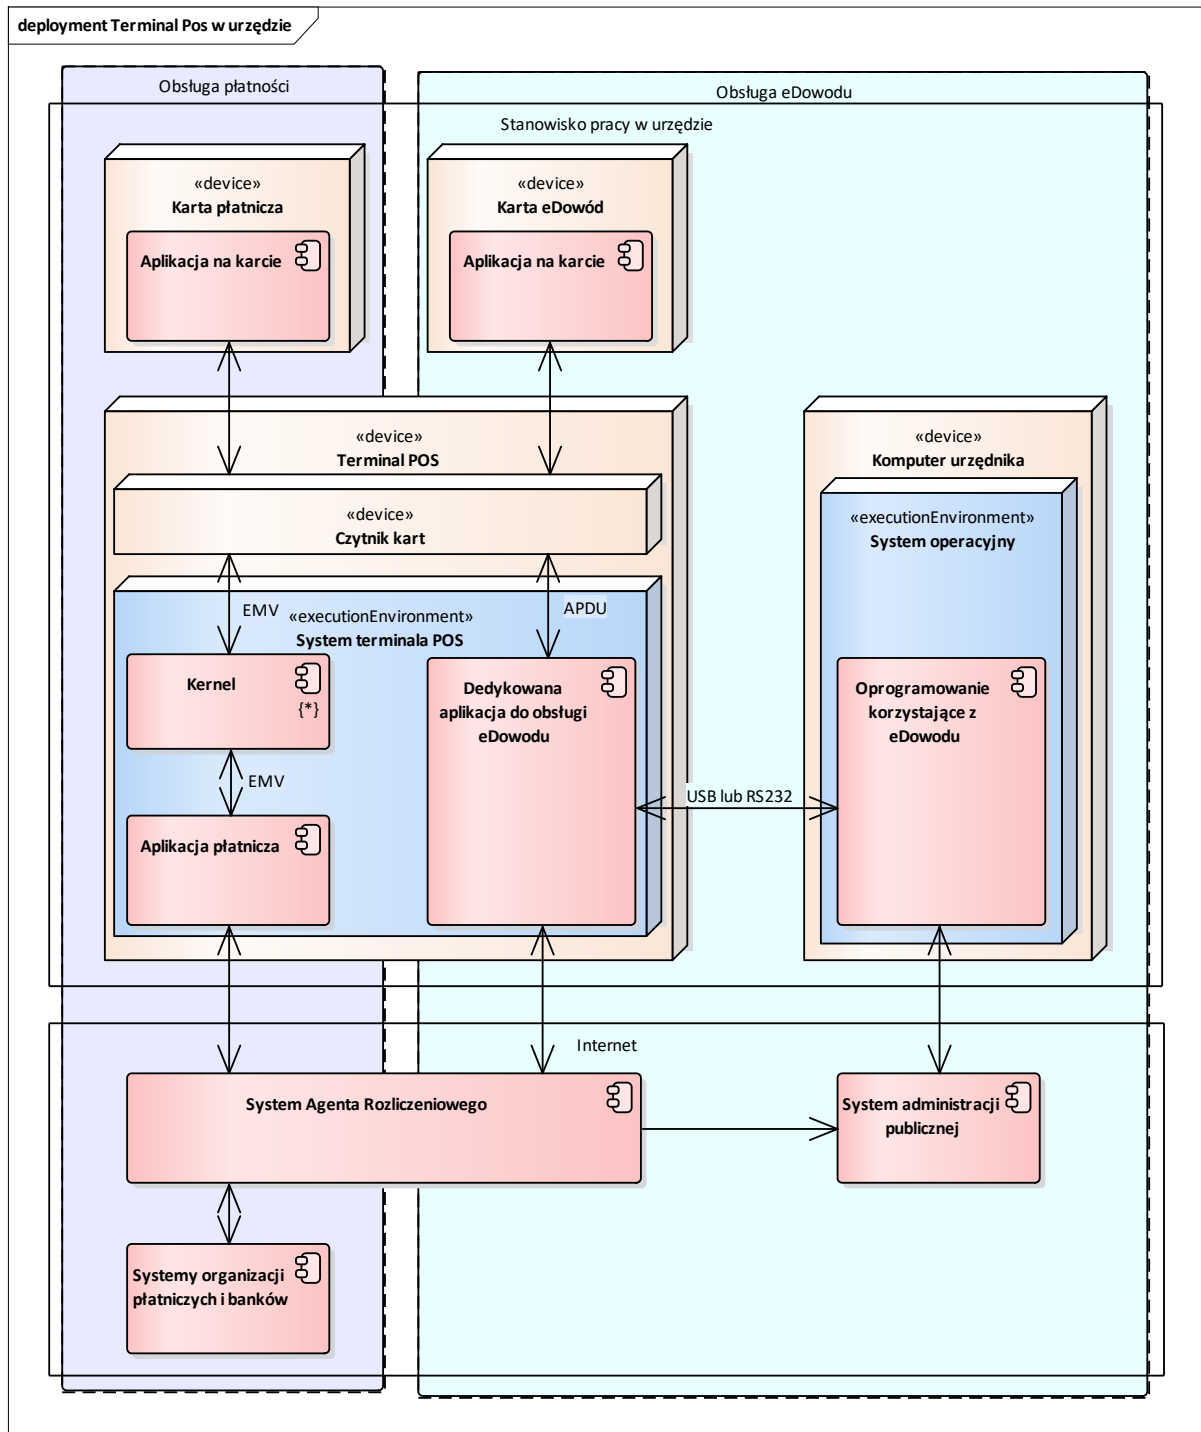 deployment Terminal Pos w urzędzie
Obsługa płatności
Obsługa eDowodu
Stanowisko pracy w urzędzie
«device»
Karta płatnicza
Aplikacja na karcie
«device»
Karta eDowód
Aplikacja na karcie
«device»
Terminal POS
«device»
Czytnik kart
EMV
APDU
«executionEnvironment»
System terminala POS
Kernel
{*}
EMV
Aplikacja płatnicza
Dedykowana
aplikacja do obsługi
eDowodu
USB lub RS232
«device»
Komputer urzędnika
«executionEnvironment»
System operacyjny
Oprogramowanie
korzystające z
eDowodu
Internet
System Agenta Rozliczeniowego
System administracji
publicznej
Systemy organizacji
płatniczych i banków